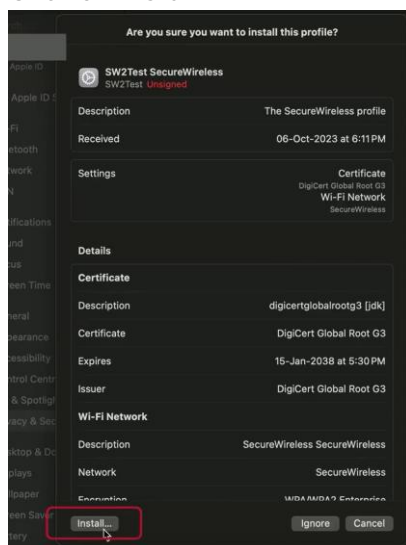 Are you sure you want to install this profile?
SW2Test SecureWireless
SW2Test Unsigned
Description The SecureWireless profile
Received 06-Oct-2023 at 6:11 PM
Settings Certificate
DigiCert Global Root G3
Wi-Fi Network
SecureWireless
Details
Certificate
Description digicertglobalrootg3 [jdk]
Certificate DigiCert Global Root G3
Expires 15-Jan-2038 at 5:30 PM
Issuer DigiCert Global Root G3
Wi-Fi Network
Description SecureWireless SecureWireless
Network SecureWireless
Encryption WPA/WPA2 Enterprise
Install...
Ignore Cancel
Apple ID
Apple ID S
-Fi
etooth
twork
N
tifications
und
cus
reen Time
neral
pearance
cessibility
ntrol Centr
& Spotligh
vacy & Sec
sktop & Do
plays
llpaper
reen Saver
ttery